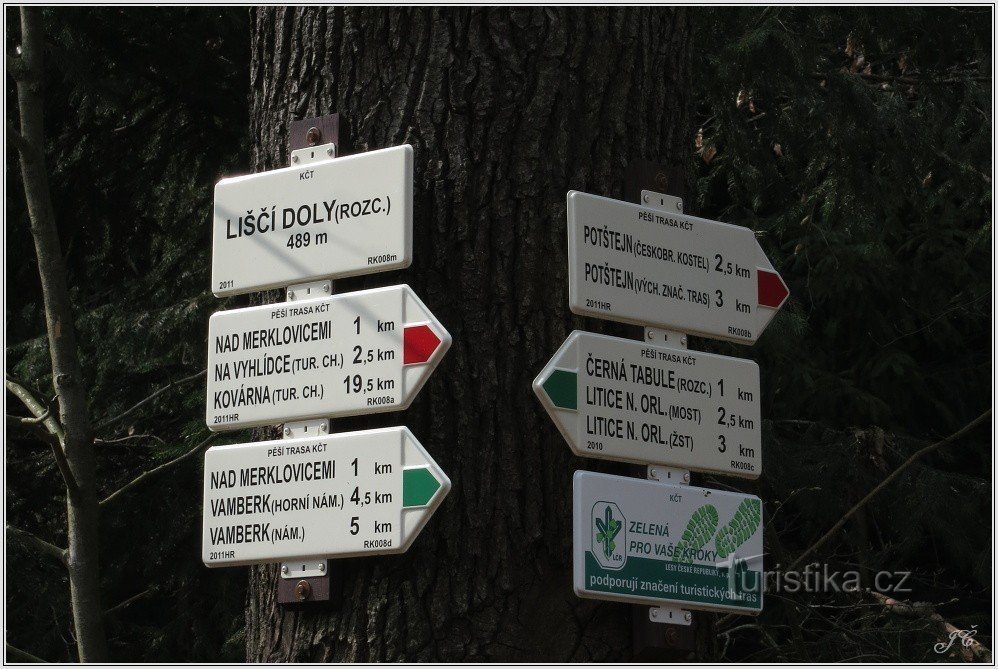 KČT
LIŠČÍ DOLY (ROZC.)
489 m
2011 RK008m
PĚŠÍ TRASA KČT
NAD MERKLOVICEMI 1 km
NA VYHLÍDCE (TUR. CH.) 2,5 km
KOVÁRNA (TUR. CH.) 19,5 km
2011HR RK008a
PĚŠÍ TRASA KČT
NAD MERKLOVICEMI 1 km
VAMBERK (HORNÍ NÁM.) 4,5 km
VAMBERK (NÁM.) 5 km
2011HR RK008d
PĚŠÍ TRASA KČT
POTŠTEJN (ČESKOBR. KOSTEL) 2,5 km
POTŠTEJN (VÝCH. ZNAČ. TRAS) 3 km
2011HR RK008b
PĚŠÍ TRASA KČT
ČERNÁ TABULE (ROZC.) 1 km
LITICE N. ORL. (MOST) 2,5 km
LITICE N. ORL. (ŽST) 3 km
2010 RK008c
KČT
ZELENÁ
PRO VAŠE KROKY
LČR
LESY ČESKÉ REPUBLIKY,
podporují značení turistických tras
Turistika.cz
JČ